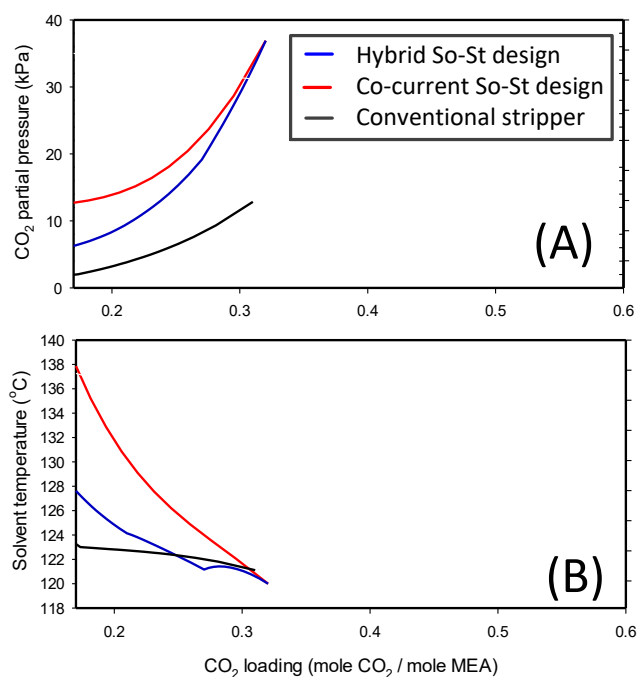 40
30
20
10
0
CO₂ partial pressure (kPa)
Hybrid So-St design
Co-current So-St design
Conventional stripper
(A)
0.2 0.3 0.4 0.5 0.6
140
138
136
134
132
130
128
126
124
122
120
118
Solvent temperature (°C)
(B)
0.2 0.3 0.4 0.5 0.6
CO₂ loading (mole CO₂ / mole MEA)